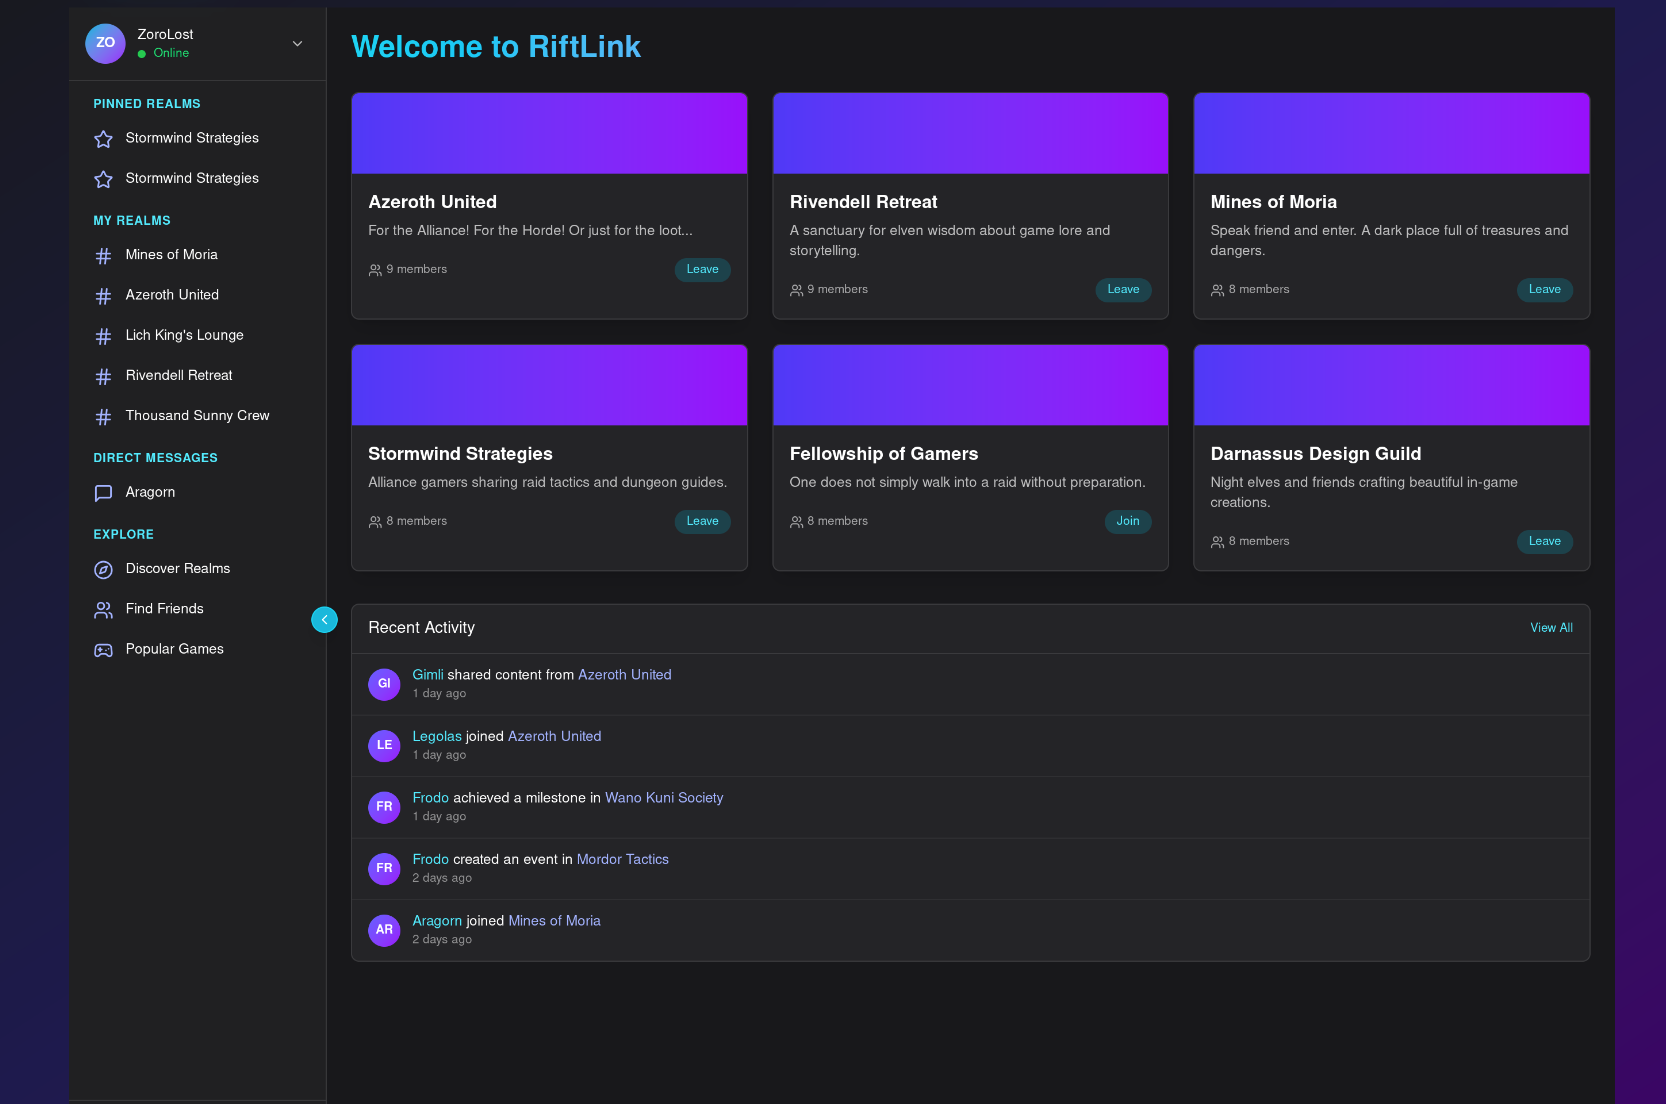 ZO
ZoroLost
Online
PINNED REALMS
Stormwind Strategies
Stormwind Strategies
MY REALMS
Mines of Moria
Azeroth United
Lich King's Lounge
Rivendell Retreat
Thousand Sunny Crew
DIRECT MESSAGES
Aragorn
EXPLORE
Discover Realms
Find Friends
Popular Games
Welcome to RiftLink
Azeroth United
For the Alliance! For the Horde! Or just for the loot...
9 members
Leave
Rivendell Retreat
A sanctuary for elven wisdom about game lore and
storytelling.
9 members
Leave
Mines of Moria
Speak friend and enter. A dark place full of treasures and
dangers.
8 members
Leave
Stormwind Strategies
Alliance gamers sharing raid tactics and dungeon guides.
8 members
Leave
Fellowship of Gamers
One does not simply walk into a raid without preparation.
8 members
Join
Darnassus Design Guild
Night elves and friends crafting beautiful in-game
creations.
8 members
Leave
Recent Activity
View All
GI
Gimli shared content from Azeroth United
1 day ago
LE
Legolas joined Azeroth United
1 day ago
FR
Frodo achieved a milestone in Wano Kuni Society
1 day ago
FR
Frodo created an event in Mordor Tactics
2 days ago
AR
Aragorn joined Mines of Moria
2 days ago